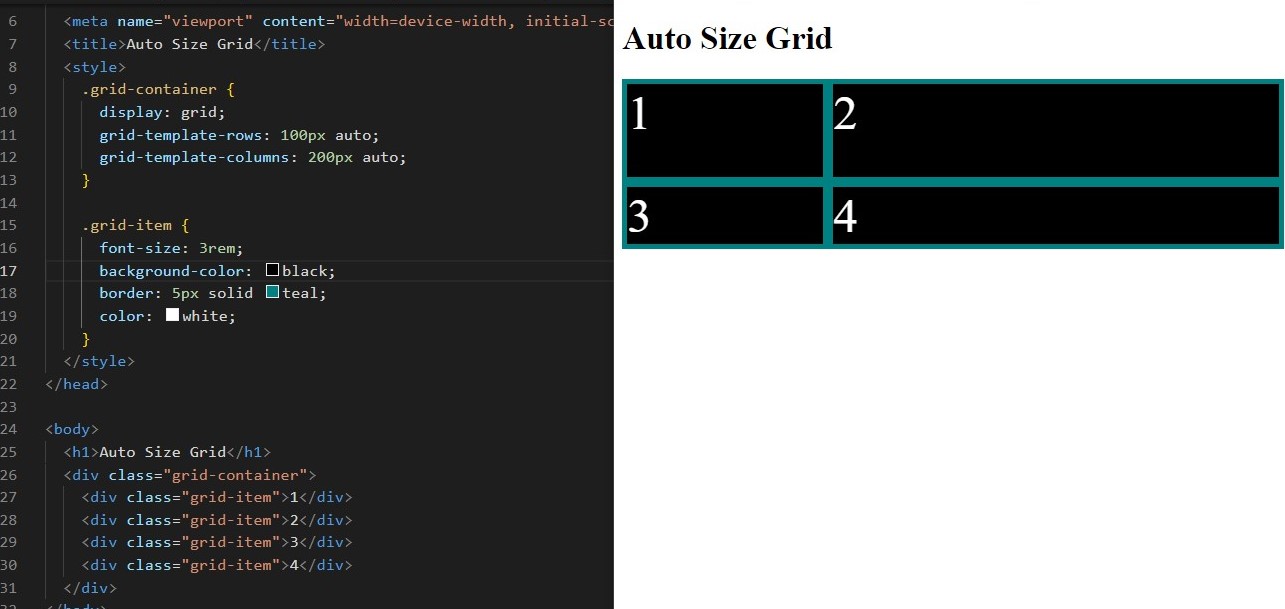 6 <meta name="viewport" content="width=device-width, initial-sc
7 <title>Auto Size Grid</title>
8 <style>
9 .grid-container {
10 display: grid;
11 grid-template-rows: 100px auto;
12 grid-template-columns: 200px auto;
13 }
14
15 .grid-item {
16 font-size: 3rem;
17 background-color: black;
18 border: 5px solid teal;
19 color: white;
20 }
21 </style>
22 </head>
23
24 <body>
25 <h1>Auto Size Grid</h1>
26 <div class="grid-container">
27 <div class="grid-item">1</div>
28 <div class="grid-item">2</div>
29 <div class="grid-item">3</div>
30 <div class="grid-item">4</div>
31 </div>
32 </body>
Auto Size Grid
1 2
3 4